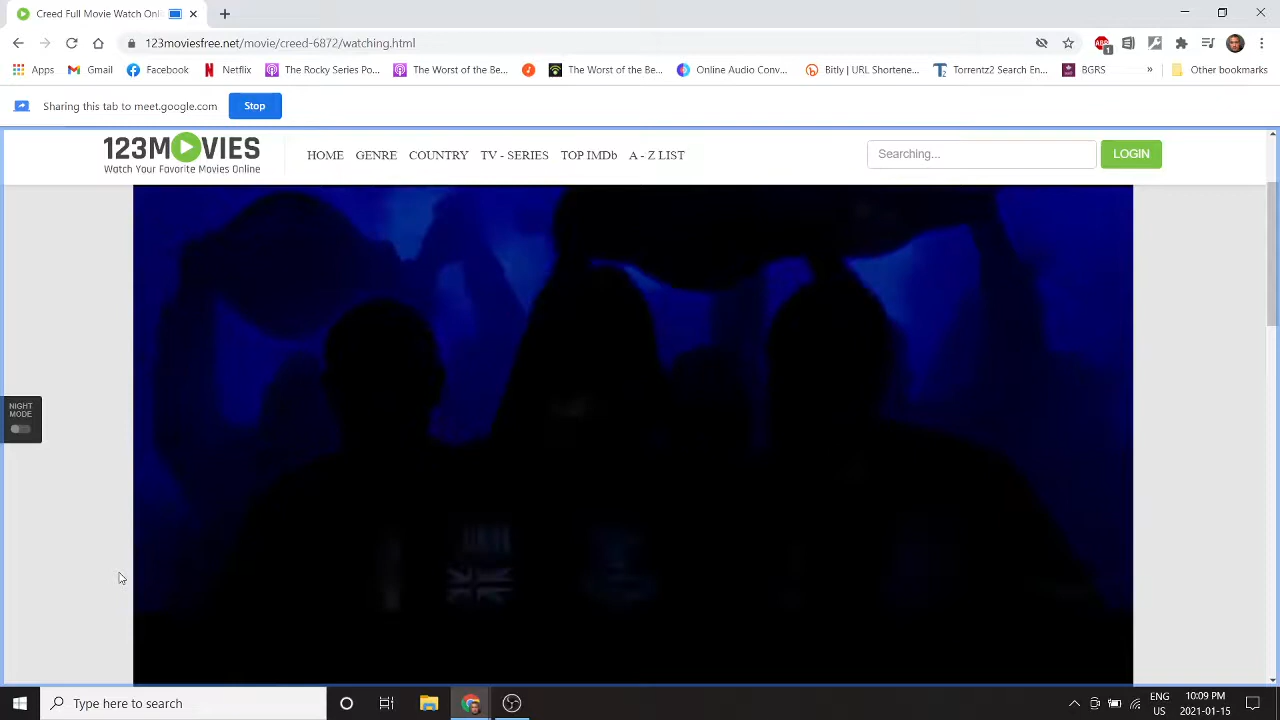 Creed Full Movie Watch Onl
123moviesfree.net/movie/creed-6872/watching.html
Apps Gmail Facebook Netflix The Rocky Series Po... The Worst of the Be... The Worst of the Be... Online Audio Conv... Bitly | URL Shortene... Torrentz2 Search En... BGRS » Other bookmarks
Sharing this tab to meet.google.com Stop
123MOVIES
Watch Your Favorite Movies Online
HOME GENRE COUNTRY TV - SERIES TOP IMDb A - Z LIST
Searching... LOGIN
NIGHT
MODE
Type here to search
ENG
US
10:09 PM
2021-01-15